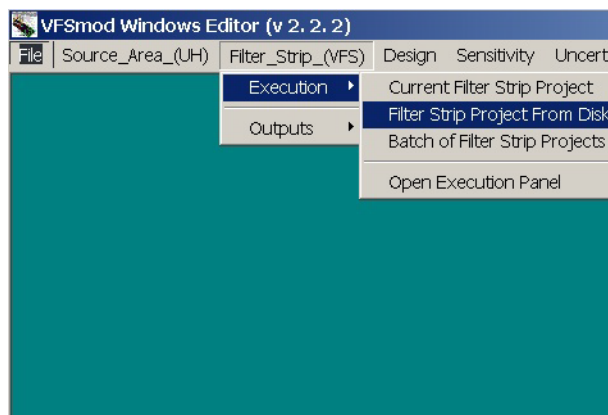 VFSmod Windows Editor (v 2. 2. 2)
File Source_Area_(UH) Filter_Strip_(VFS) Design Sensitivity Uncert
Execution
Outputs
Current Filter Strip Project
Filter Strip Project From Disk
Batch of Filter Strip Projects
Open Execution Panel